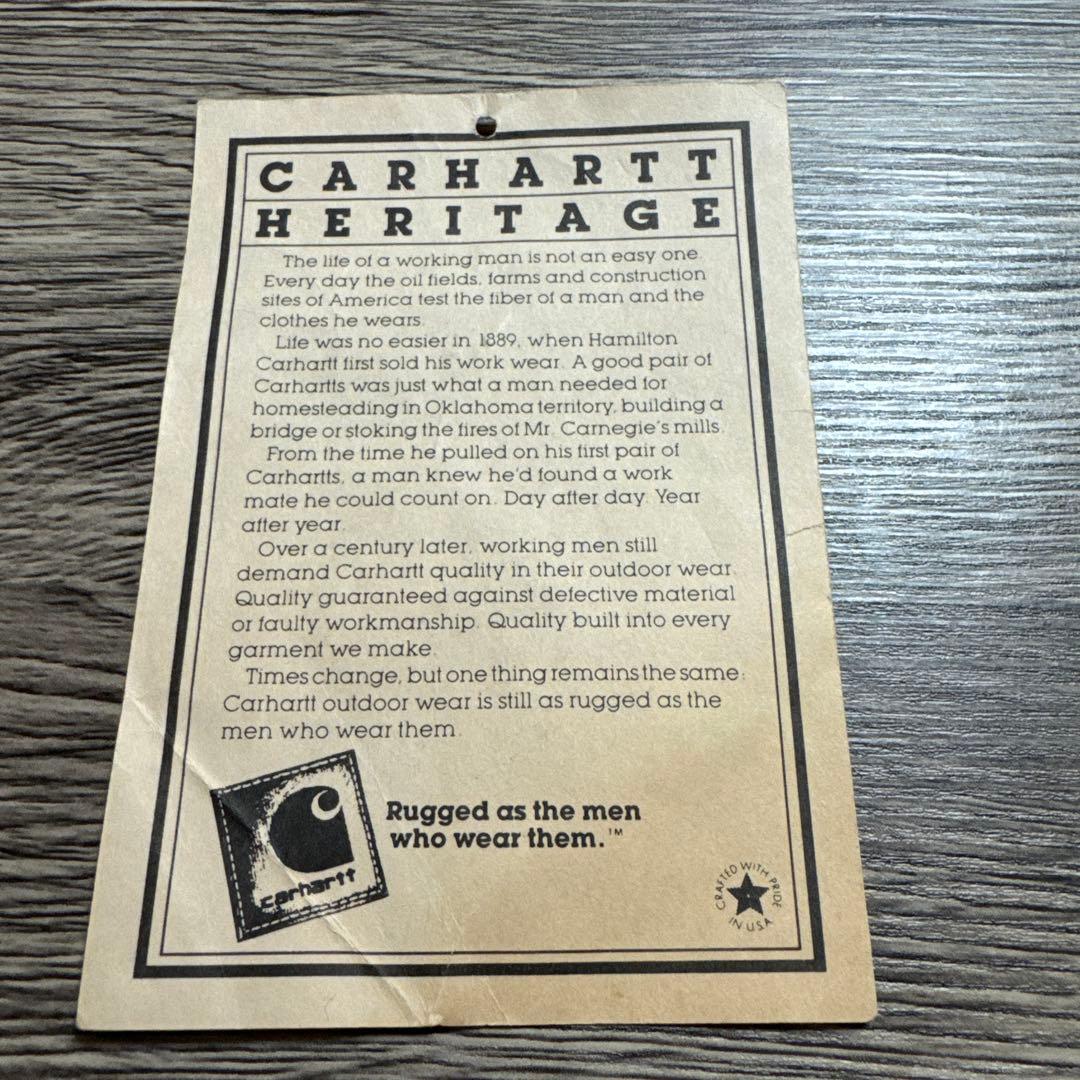 CARHARTT
HERITAGE
The life of a working man is not an easy one.
Every day the oil fields, farms and construction
sites of America test the fiber of a man and the
clothes he wears.
Life was no easier in 1889, when Hamilton
Carhartt first sold his work wear. A good pair of
Carhartts was just what a man needed for
homesteading in Oklahoma territory, building a
bridge or stoking the fires of Mr. Carnegie's mills.
From the time he pulled on his first pair of
Carhartts, a man knew he'd found a work
mate he could count on. Day after day. Year
after year.
Over a century later, working men still
demand Carhartt quality in their outdoor wear.
Quality guaranteed against defective material
or faulty workmanship. Quality built into every
garment we make.
Times change, but one thing remains the same:
Carhartt outdoor wear is still as rugged as the
men who wear them.
carhartt
Rugged as the men
who wear them.™
CRAFTED WITH PRIDE
IN U.S.A.